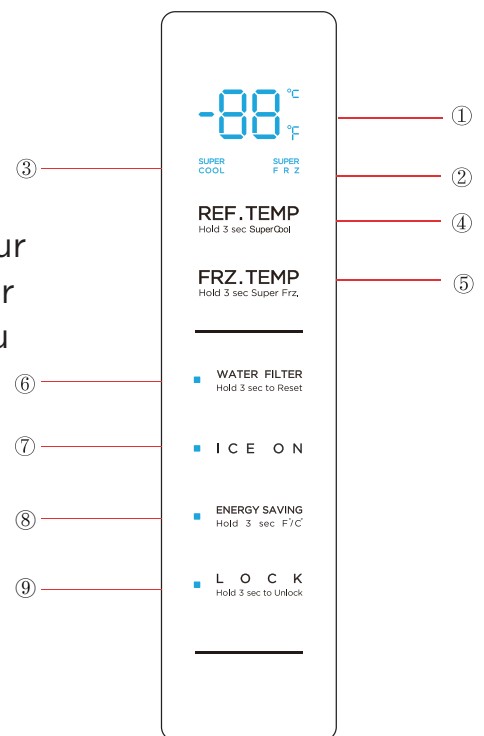 -88 °C
°F
①
SUPER COOL
SUPER FRZ
③
②
REF.TEMP
④
Hold 3 sec SuperCool
ur
r
u
FRZ.TEMP
⑤
Hold 3 sec Super Frz.
WATER FILTER
⑥
Hold 3 sec to Reset
⑦
ICE ON
ENERGY SAVING
⑧
Hold 3 sec F°/C°
LOCK
⑨
Hold 3 sec to Unlock